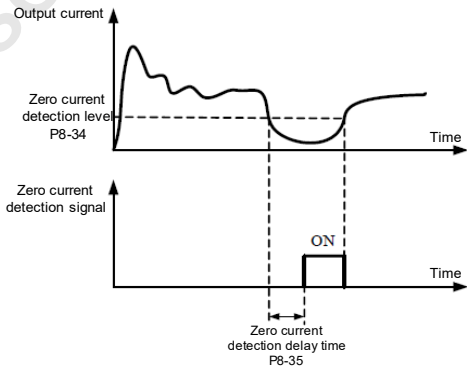 Output current
Zero current
detection level
P8-34
Time
Zero current
detection signal
ON
Time
Zero current
detection delay time
P8-35